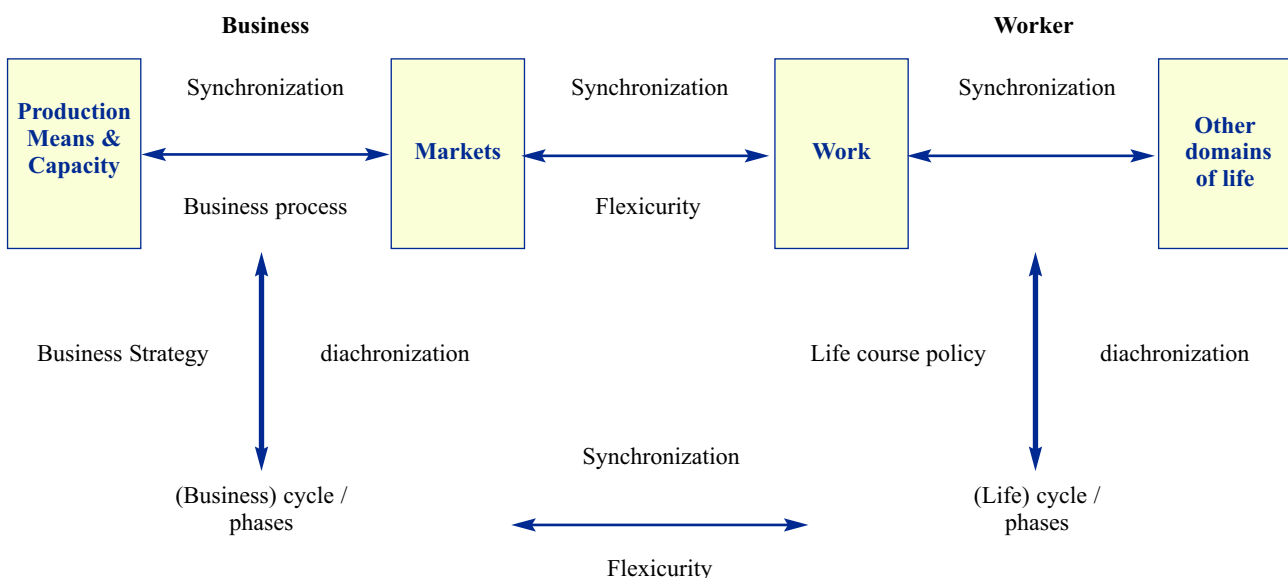 Business
Worker
Synchronization
Synchronization
Synchronization
Production
Means &
Capacity
Markets
Work
Other
domains
of life
Business process
Flexicurity
Business Strategy
diachronization
Life course policy
diachronization
Synchronization
(Business) cycle /
phases
(Life) cycle /
phases
Flexicurity